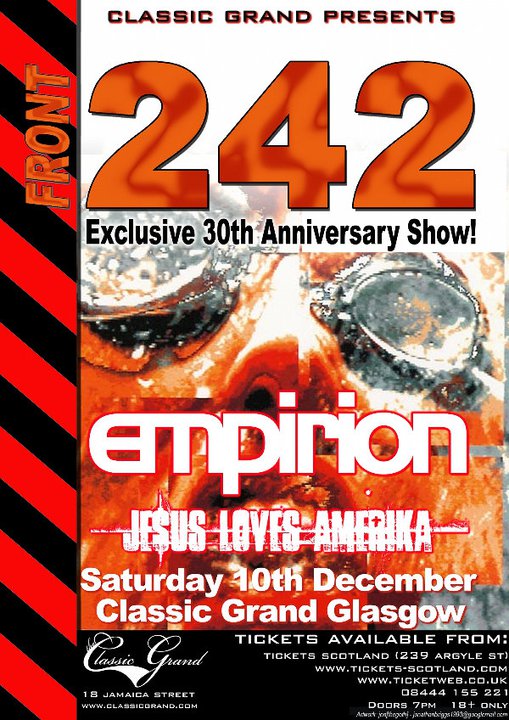 CLASSIC GRAND PRESENTS
FRONT
242
Exclusive 30th Anniversary Show!
empirion
JESUS LOVES AMERIKA
Saturday 10th December
Classic Grand Glasgow
Classic Grand
18 JAMAICA STREET
WWW.CLASSICGRAND.COM
TICKETS AVAILABLE FROM:
TICKETS SCOTLAND (239 ARGYLE ST)
WWW.TICKETS-SCOTLAND.COM
WWW.TICKETWEB.CO.UK
08444 155 221
DOORS 7PM 18+ ONLY